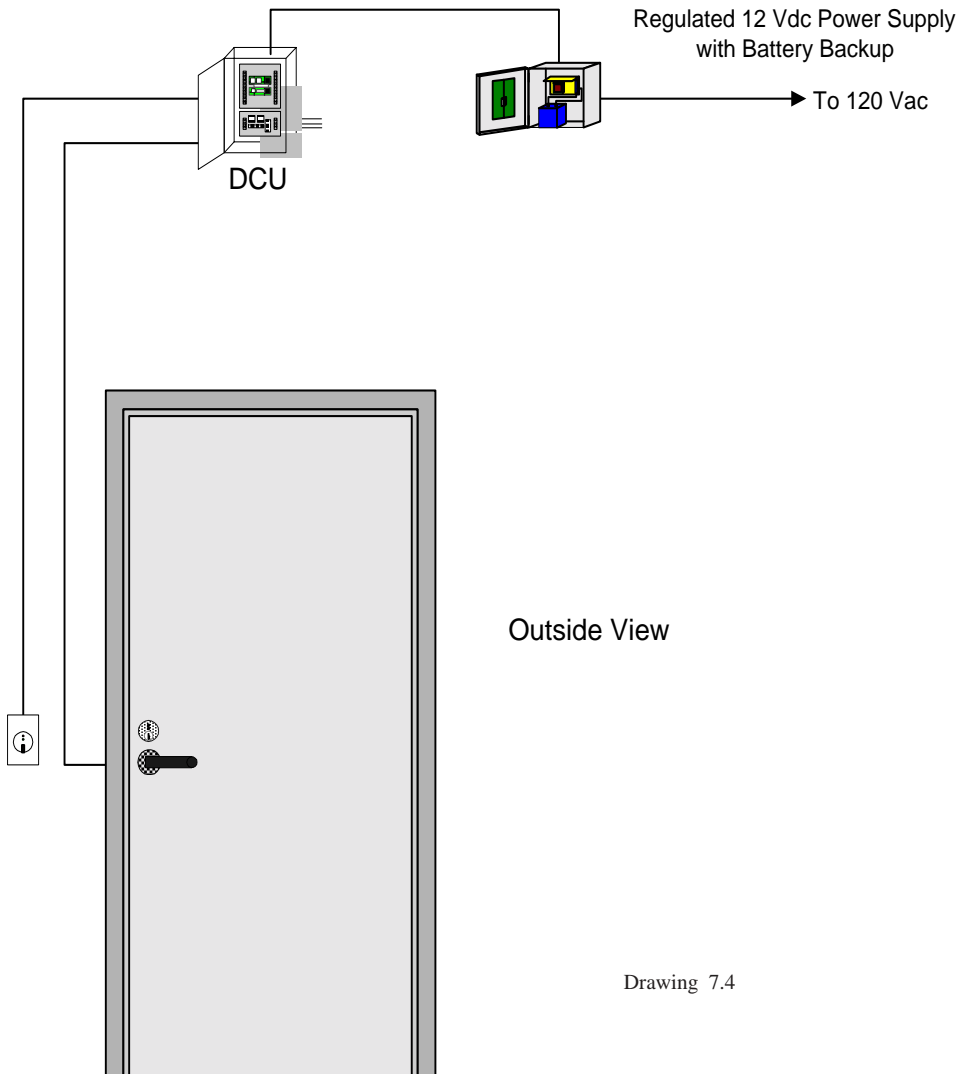 Regulated 12 Vdc Power Supply
with Battery Backup
To 120 Vac
DCU
Outside View
Drawing 7.4